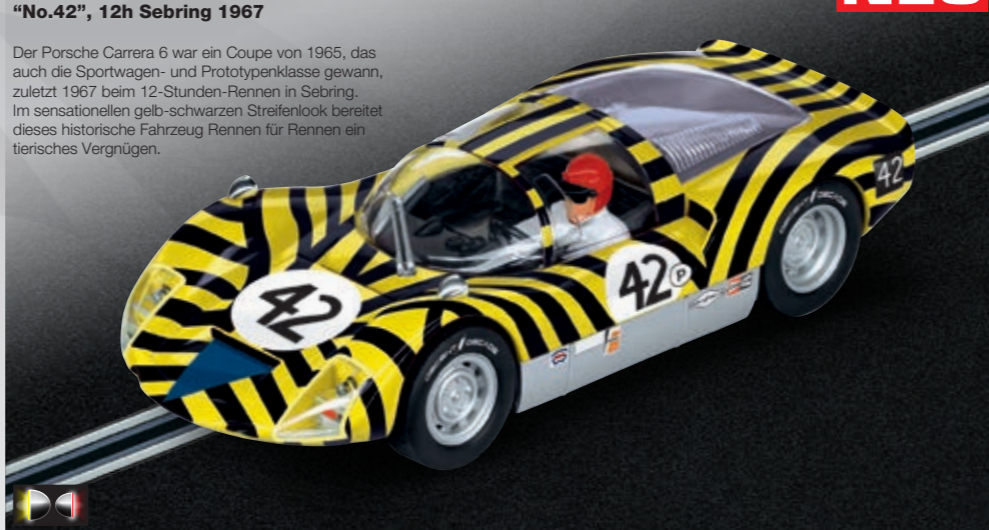 “No.42”, 12h Sebring 1967
NEU
Der Porsche Carrera 6 war ein Coupe von 1965, das
auch die Sportwagen- und Prototypenklasse gewann,
zuletzt 1967 beim 12-Stunden-Rennen in Sebring.
Im sensationellen gelb-schwarzen Streifenlook bereitet
dieses historische Fahrzeug Rennen für Rennen ein
tierisches Vergnügen.
42
42 P
42